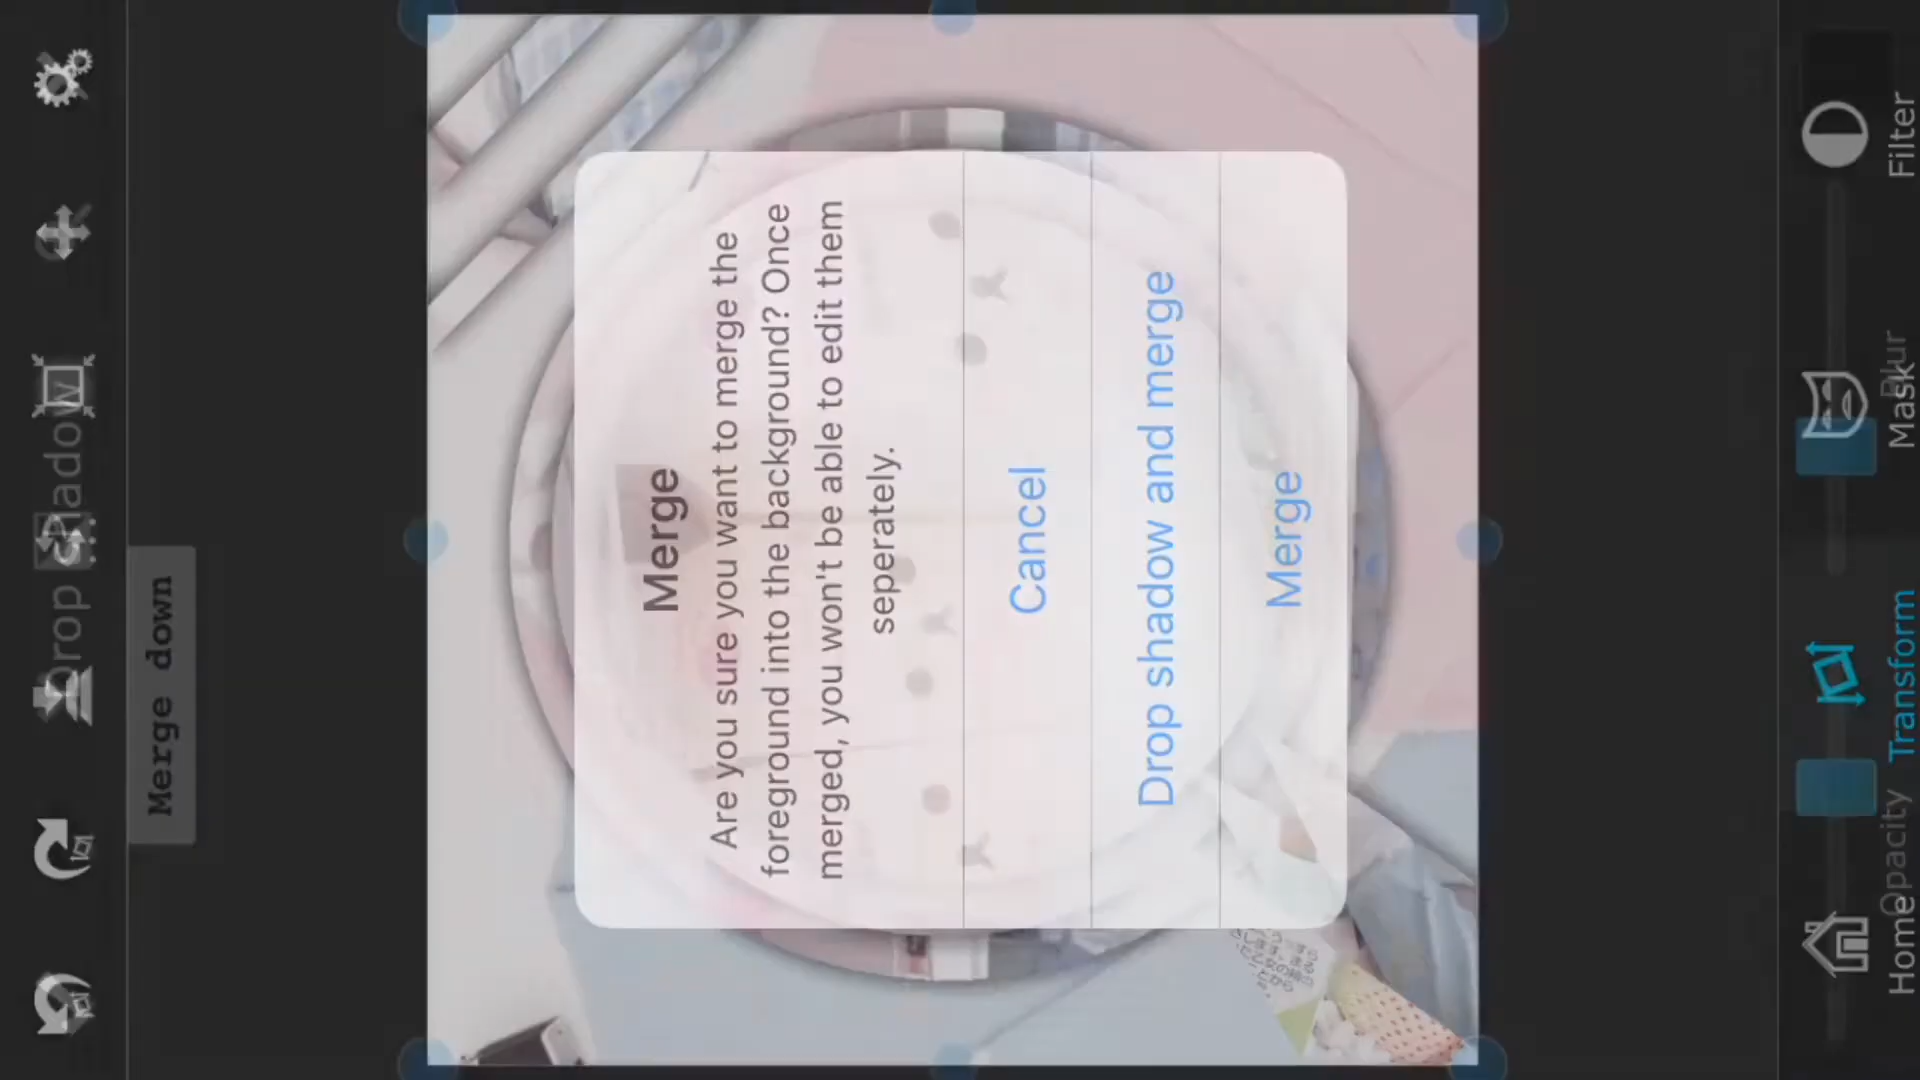 Drop Shadow
Merge down
Merge
Are you sure you want to merge the
foreground into the background? Once
merged, you won't be able to edit them
seperately.
Cancel
Drop shadow and merge
Merge
Home
Transform
Mask
Filter
Opacity
Blur